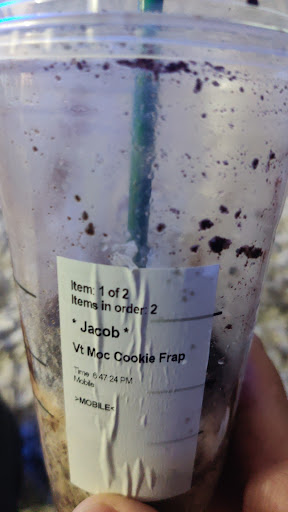 Item: 1 of 2
Items in order: 2
* Jacob *
Vt Moc Cookie Frap
Time: 6:47:24 PM
Mobile
>MOBILE<